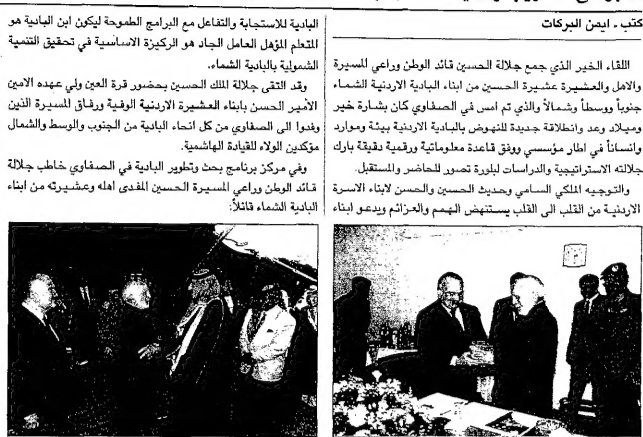 كتب ـ ايمن البركات
اللقاء الخير الذي جمع جلالة الحسين قائد الوطن وراعي المسيرة
والاهل والعشيرة عشيرة الحسين من ابناء البادية الاردنية الشماء
جنوباً ووسطاً وشمالاً والذي تم امس في الصفاوي كان بشارة خير
وميلاد وعد وانطلاقة جديدة للنهوض بالبادية الاردنية بيئة وموارد
وانساناً في اطار مؤسسي ووفق قاعدة معلوماتية ورقمية دقيقة بارك
جلالته الاستراتيجية والدراسات لبلورة تصور للحاضر والمستقبل.
والتوجيه الملكي السامي وحديث الحسين والحسن لابناء الاسرة
الاردنية من القلب الى القلب يستنهض الهمم والعزائم ويدعو ابناء
البادية للاستجابة والتفاعل مع البرامج الطموحة ليكون ابن البادية هو
المتعلم المؤهل العامل الجاد هو الركيزة الاساسية في تحقيق التنمية
الشمولية بالبادية الشماء.
وقد التقى جلالة الملك الحسين بحضور قرة العين ولي عهده الامين
الأمير الحسن بابناء العشيرة الاردنية الوفية ورفاق المسيرة الذين
وفدوا الى الصفاوي من كل انحاء البادية من الجنوب والوسط والشمال
مؤكدين الولاء للقيادة الهاشمية.
وفي مركز برنامج بحث وتطوير البادية في الصفاوي خاطب جلالة
قائد الوطن وراعي المسيرة الحسين المفدى اهله وعشيرته من ابناء
البادية الشماء قائلاً: